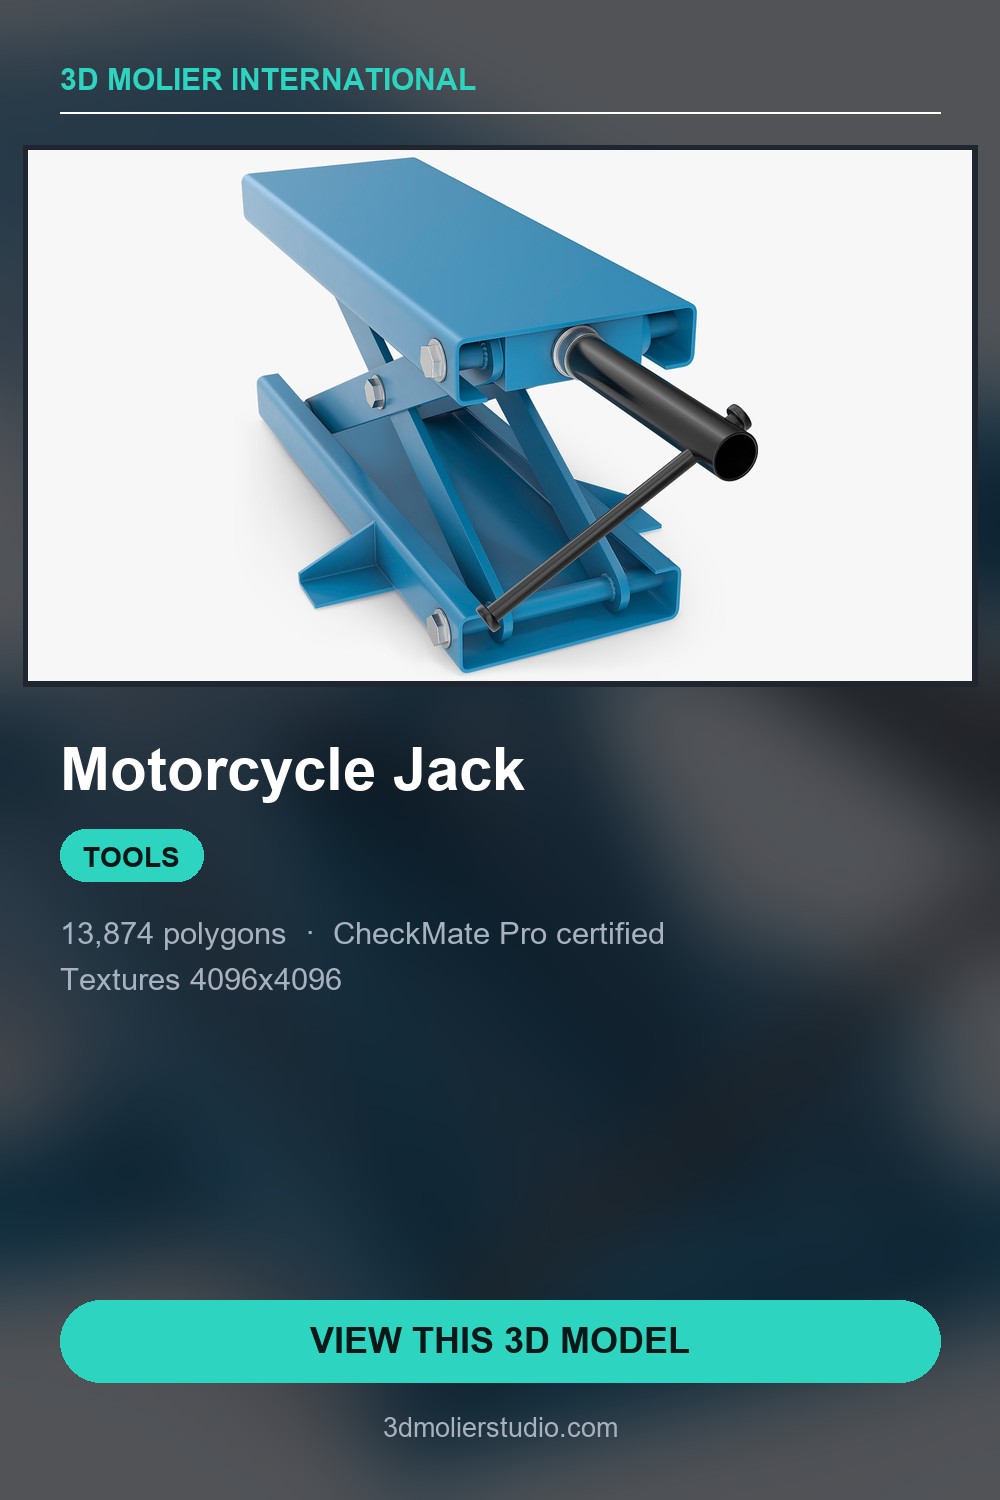 3D MOLIER INTERNATIONAL
Motorcycle Jack
TOOLS
13,874 polygons · CheckMate Pro certified
Textures 4096x4096
VIEW THIS 3D MODEL
3dmolierstudio.com